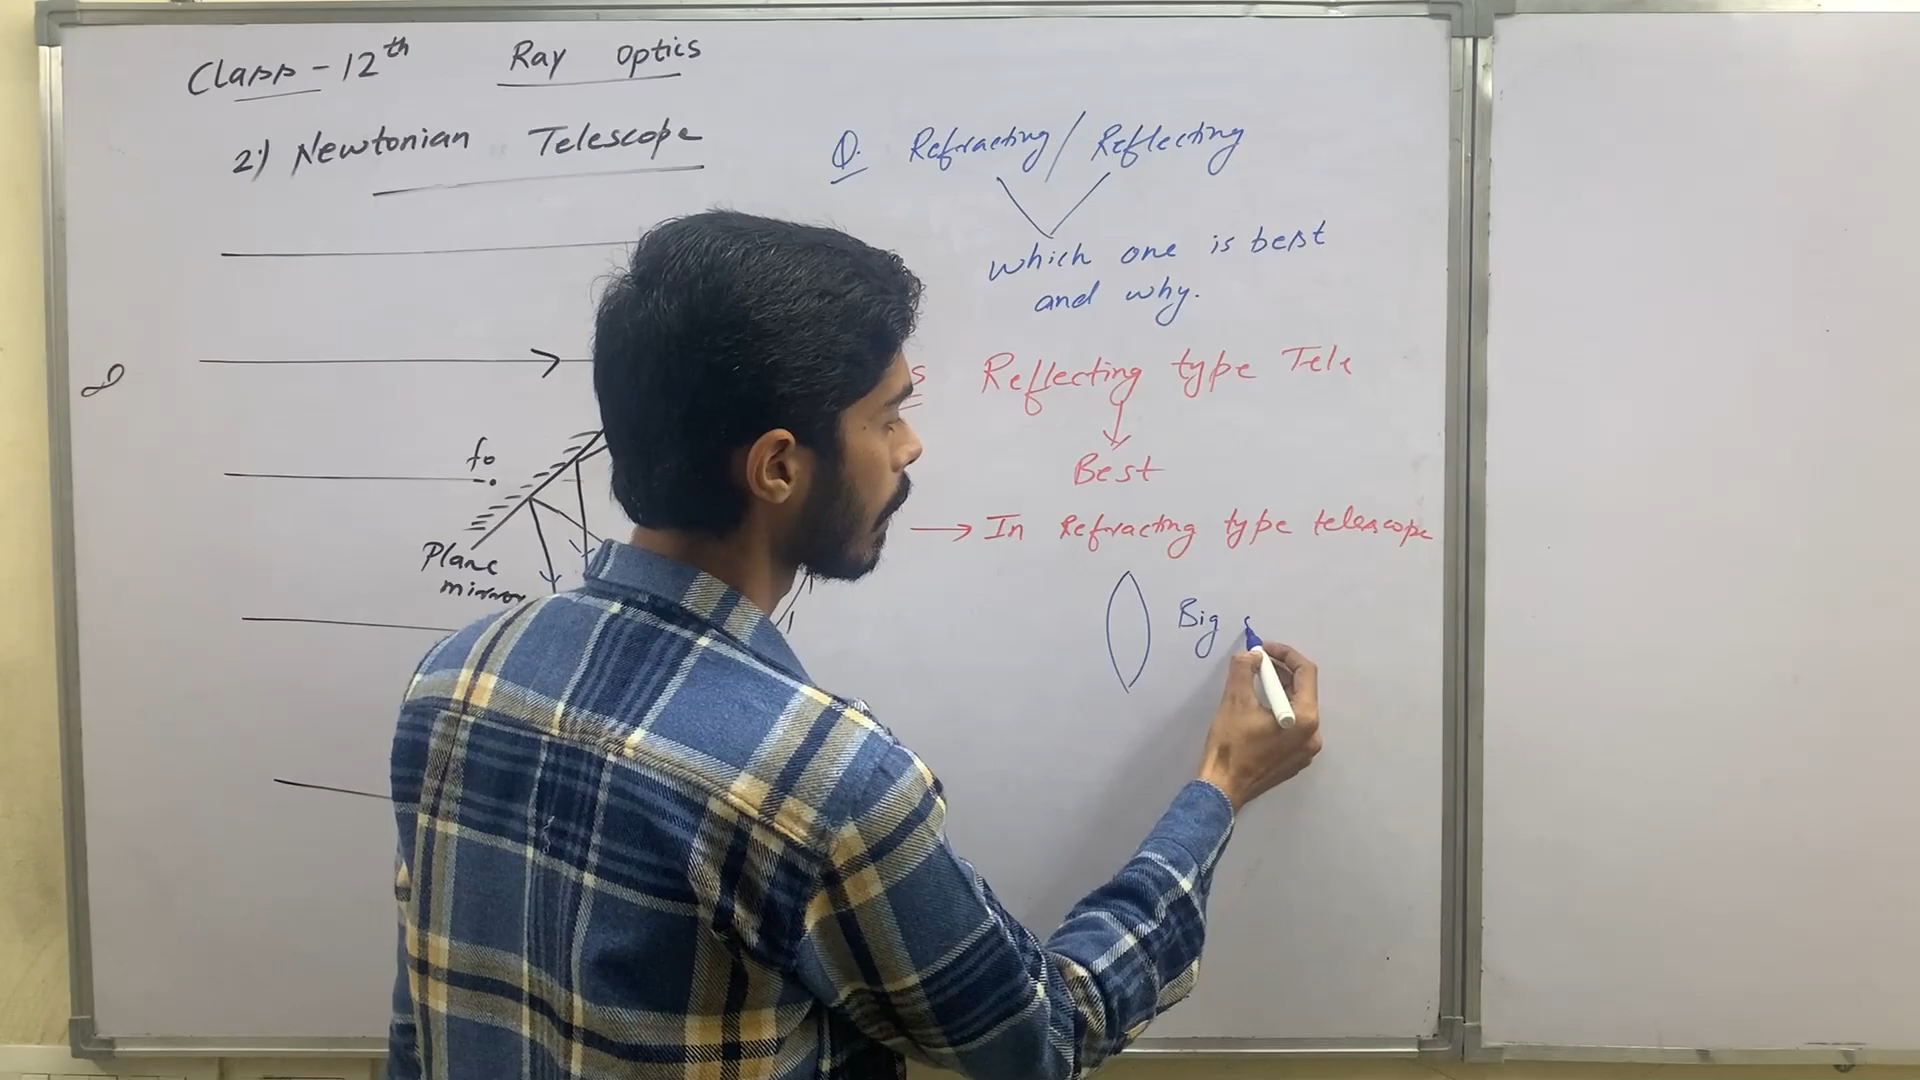 Class-12th Ray Optics
2.) Newtonian Telescope
∞
fo
Plane
mirror
Q. Refracting/Reflecting
which one is best
and why.
Reflecting type Tele
Best
→ In Refracting type telescope
Big